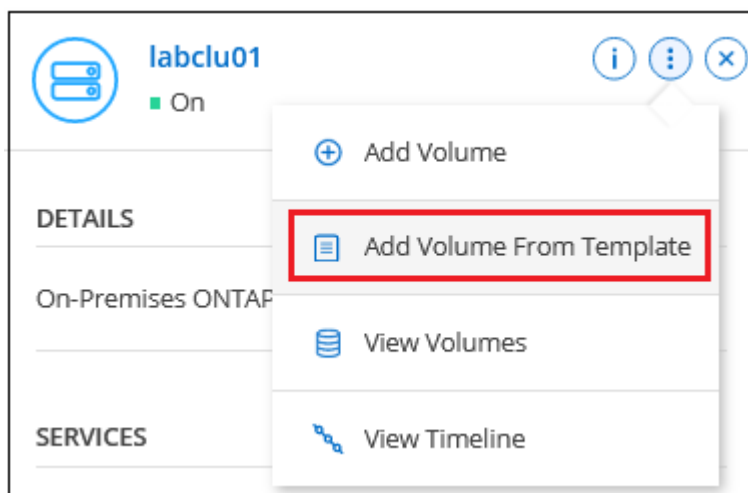 labclu01
On
Add Volume
DETAILS
Add Volume From Template
On-Premises ONTAP
View Volumes
SERVICES
View Timeline